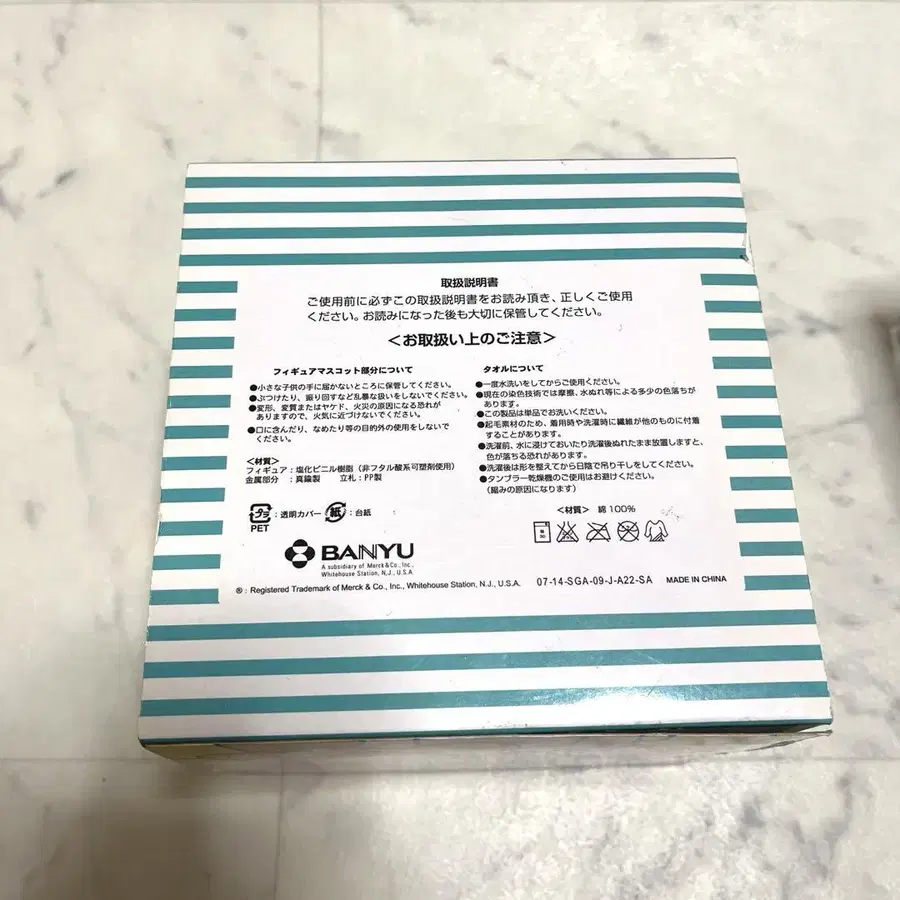 取扱説明書
ご使用前に必ずこの取扱説明書をお読み頂き、正しくご使用
ください。お読みになった後も大切に保管してください。
＜お取扱い上のご注意＞
フィギュアマスコット部分について
●小さな子供の手に届かないところに保管してください。
●ぶつけたり、振り回すなど乱暴な扱いをしないでください。
●変形、変質またはヤケド、火災の原因になる恐れが
ありますので、火気に近づけないでください。
●口に含んだり、なめたり等の目的外の使用をしないで
ください。
＜材質＞
フィギュア：塩化ビニル樹脂（非フタル酸系可塑剤使用）
金属部分：真鍮製 立札：PP製
プラ：透明カバー 紙：台紙
PET
タオルについて
●一度水洗いをしてからご使用ください。
●現在の染色技術では摩擦、水ぬれ等による多少の色落ちが
あります。
●この製品は単品でお洗いください。
●起毛素材のため、着用時や洗濯時に繊維が他のものに付着
することがあります。
●洗濯前、水に浸けておいたり洗濯後ぬれたまま放置しますと、
色が落ちる恐れがあります。
●洗濯後は形を整えてから日陰で吊り干しをしてください。
●タンブラー乾燥機のご使用はお避けください。
（縮みの原因になります）
＜材質＞ 綿100%
BANYU
A subsidiary of Merck & Co., Inc.,
Whitehouse Station, N.J., U.S.A.
®: Registered Trademark of Merck & Co., Inc., Whitehouse Station, N.J., U.S.A.
07-14-SGA-09-J-A22-SA MADE IN CHINA